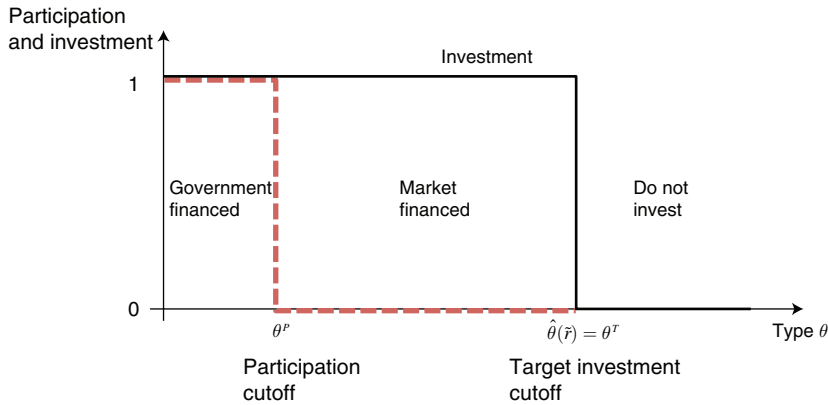 Participation
and investment
Investment
1
Government
financed
Market
financed
Do not
invest
0
θ^P
θ̂(r̃) = θ^T
Type θ
Participation
cutoff
Target investment
cutoff